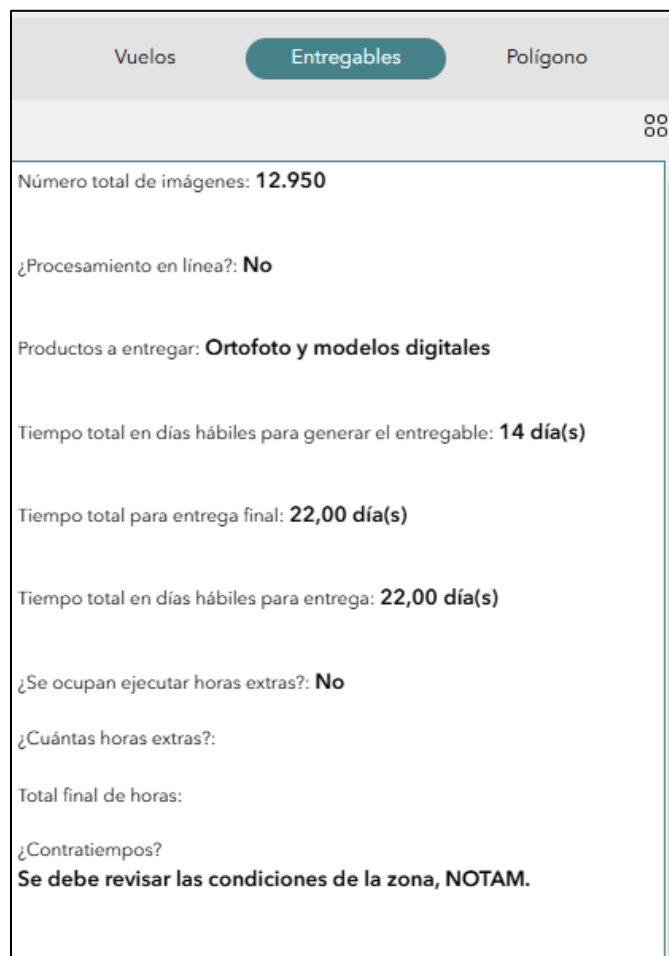 Vuelos Entregables Polígono
Número total de imágenes: 12.950
¿Procesamiento en línea?: No
Productos a entregar: Ortofoto y modelos digitales
Tiempo total en días hábiles para generar el entregable: 14 día(s)
Tiempo total para entrega final: 22,00 día(s)
Tiempo total en días hábiles para entrega: 22,00 día(s)
¿Se ocupan ejecutar horas extras?: No
¿Cuántas horas extras?:
Total final de horas:
¿Contratiempos?
Se debe revisar las condiciones de la zona, NOTAM.